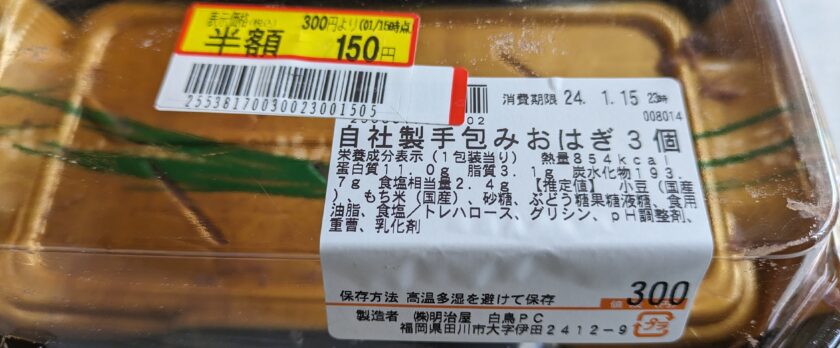 表示価格(税込) 300円より(01/15時点)
半額 150円
2553817003002300 1505
消費期限 24. 1.15 23時
02
008014
自社製手包みおはぎ3個
栄養成分表示(1包装当り) 熱量854kcal
蛋白質11.0g 脂質3.1g 炭水化物193.
7g 食塩相当量2.4g 【推定値】 小豆(国産
)、もち米(国産)、砂糖、ぶどう糖果糖液糖、食用
油脂、食塩/トレハロース、グリシン、pH調整剤、
重曹、乳化剤
保存方法 高温多湿を避けて保存
300
製造者 (株)明治屋 白鳥PC
福岡県田川市大字伊田2412-9
プラ